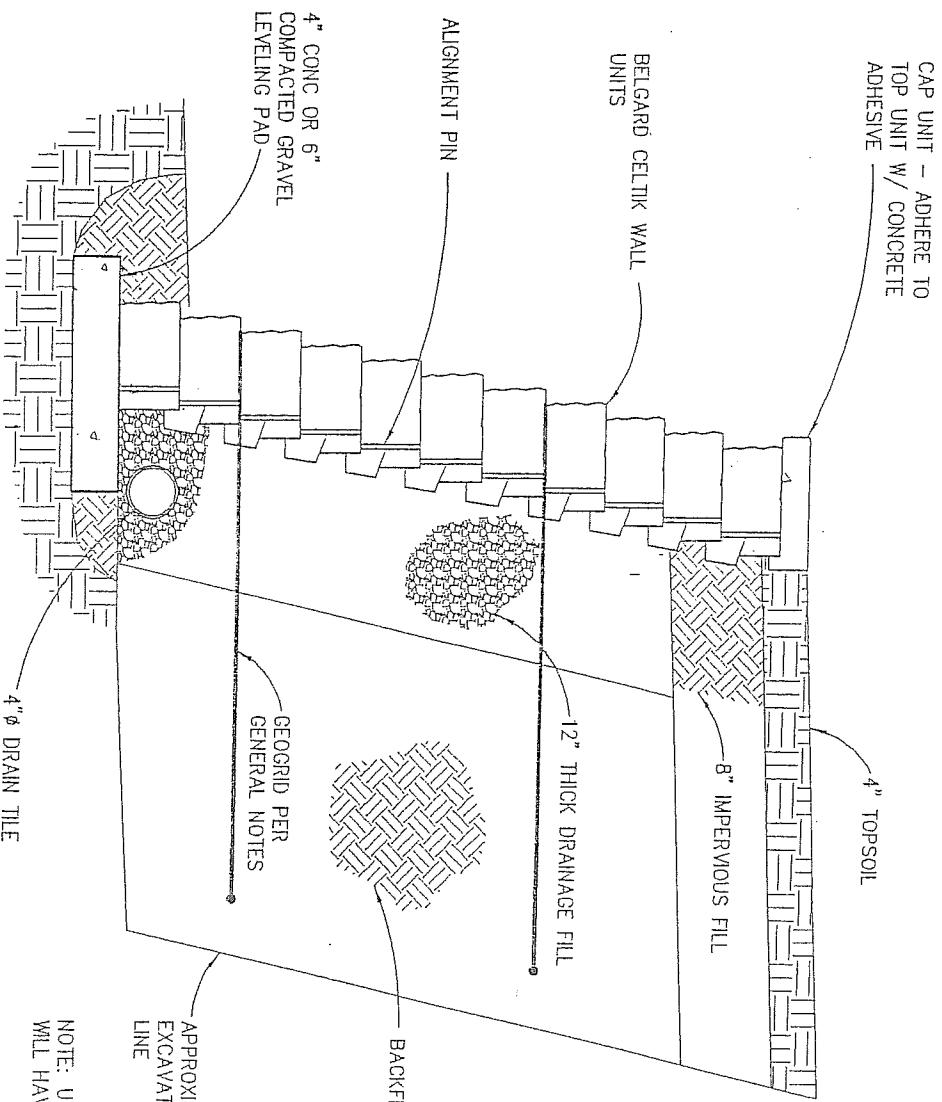 CAP UNIT - ADHERE TO
TOP UNIT W/ CONCRETE
ADHESIVE
4" TOPSOIL
BELGARD CELTIK WALL
UNITS
8" IMPERVIOUS FILL
ALIGNMENT PIN
12" THICK DRAINAGE FILL
4" CONC OR 6"
COMPACTED GRAVEL
LEVELING PAD
GEOGRID PER
GENERAL NOTES
4"ø DRAIN TILE
BACKF
APPROXI
EXCAVAT
LINE
NOTE: U
WILL HAV